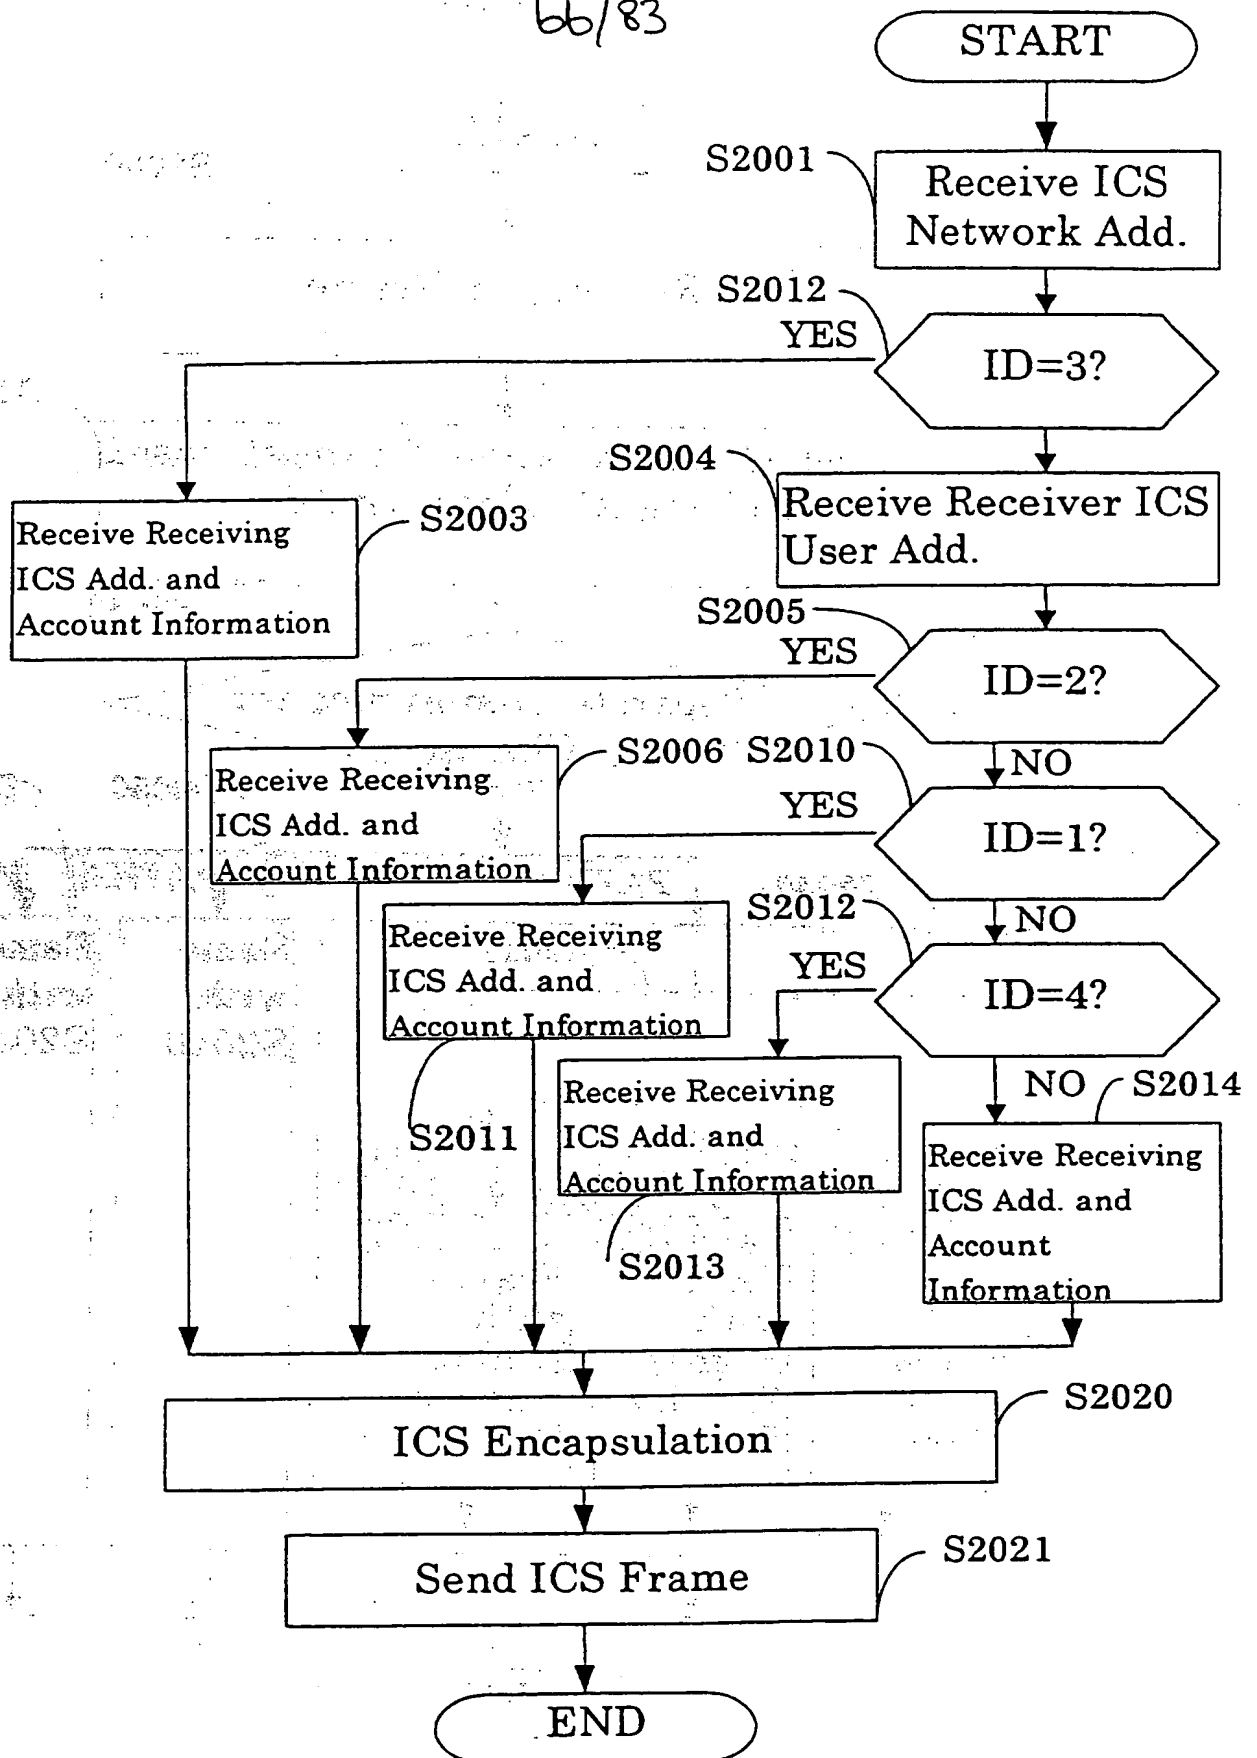 66/83
START
S2001
Receive ICS
Network Add.
S2012
YES
ID=3?
S2004
Receive Receiver ICS
User Add.
S2003
Receive Receiving
ICS Add. and
Account Information
S2005
YES
ID=2?
NO
S2006
Receive Receiving
ICS Add. and
Account Information
S2010
YES
ID=1?
NO
Receive Receiving
ICS Add. and
Account Information
S2011
S2012
YES
ID=4?
NO
S2014
Receive Receiving
ICS Add. and
Account Information
S2013
Receive Receiving
ICS Add. and
Account
Information
ICS Encapsulation
S2020
Send ICS Frame
S2021
END